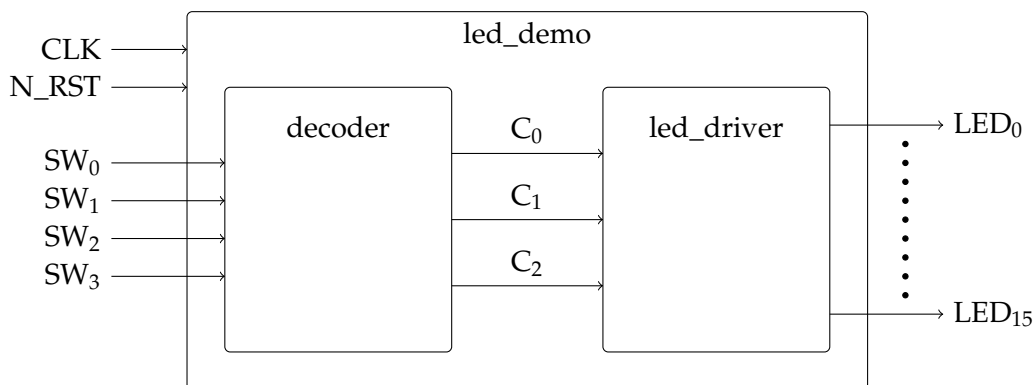 led_demo
CLK
N_RST
decoder
led_driver
C₀
C₁
C₂
SW₀
SW₁
SW₂
SW₃
LED₀
LED₁₅